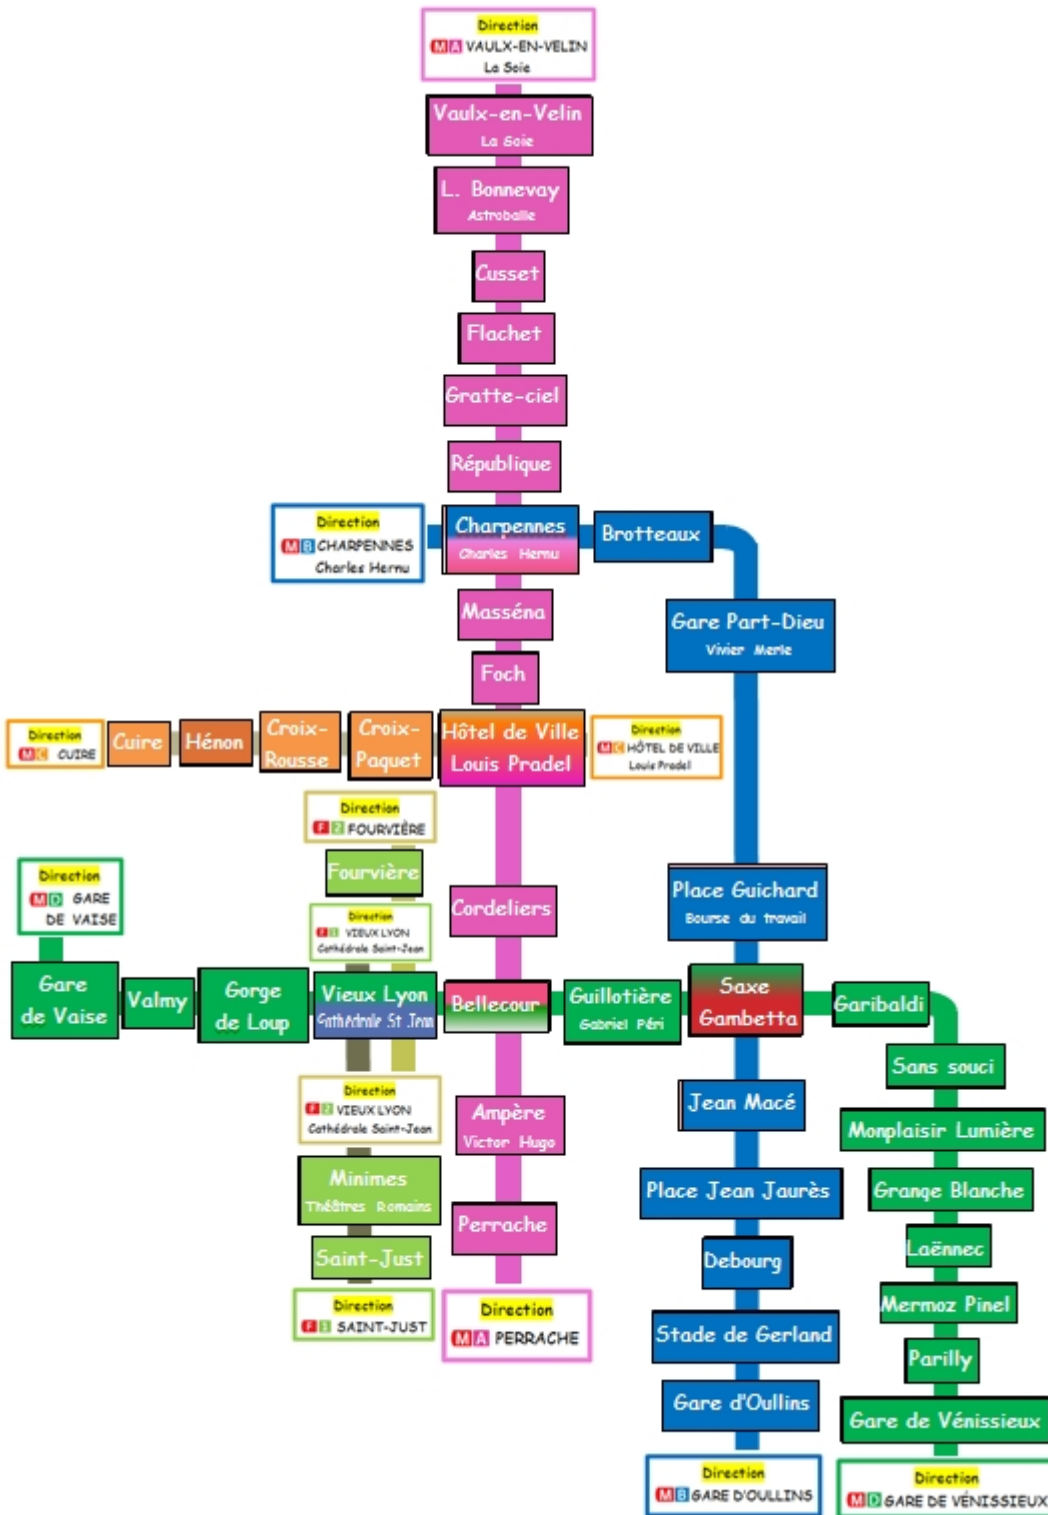 Direction
M A VAULX-EN-VELIN
La Soie
Vaulx-en-Velin
La Soie
L. Bonnevay
Astroballe
Cusset
Flachet
Gratte-ciel
République
Direction
M B CHARPENNES
Charles Hernu
Charpennes
Charles Hernu
Brotteaux
Masséna
Gare Part-Dieu
Vivier Merle
Foch
Direction
M C CUIRE
Cuire
Hénon
Croix-
Rousse
Croix-
Paquet
Hôtel de Ville
Louis Pradel
Direction
M C HÔTEL DE VILLE
Louis Pradel
Direction
F 2 FOURVIÈRE
Fourvière
Direction
M D GARE
DE VAISE
Direction
F 1 VIEUX LYON
Cathédrale Saint-Jean
Cordeliers
Place Guichard
Bourse du travail
Gare
de Vaise
Valmy
Gorge
de Loup
Vieux Lyon
Cathédrale St Jean
Bellecour
Guillotière
Gabriel Péri
Saxe
Gambetta
Garibaldi
Sans souci
Direction
F 2 VIEUX LYON
Cathédrale Saint-Jean
Ampère
Victor Hugo
Jean Macé
Monplaisir Lumière
Minimes
Théâtres Romains
Perrache
Place Jean Jaurès
Grange Blanche
Saint-Just
Debourg
Laënnec
Direction
F 1 SAINT-JUST
Direction
M A PERRACHE
Stade de Gerland
Mermoz Pinel
Parilly
Gare d'Oullins
Gare de Vénissieux
Direction
M B GARE D'OULLINS
Direction
M D GARE DE VÉNISSIEUX